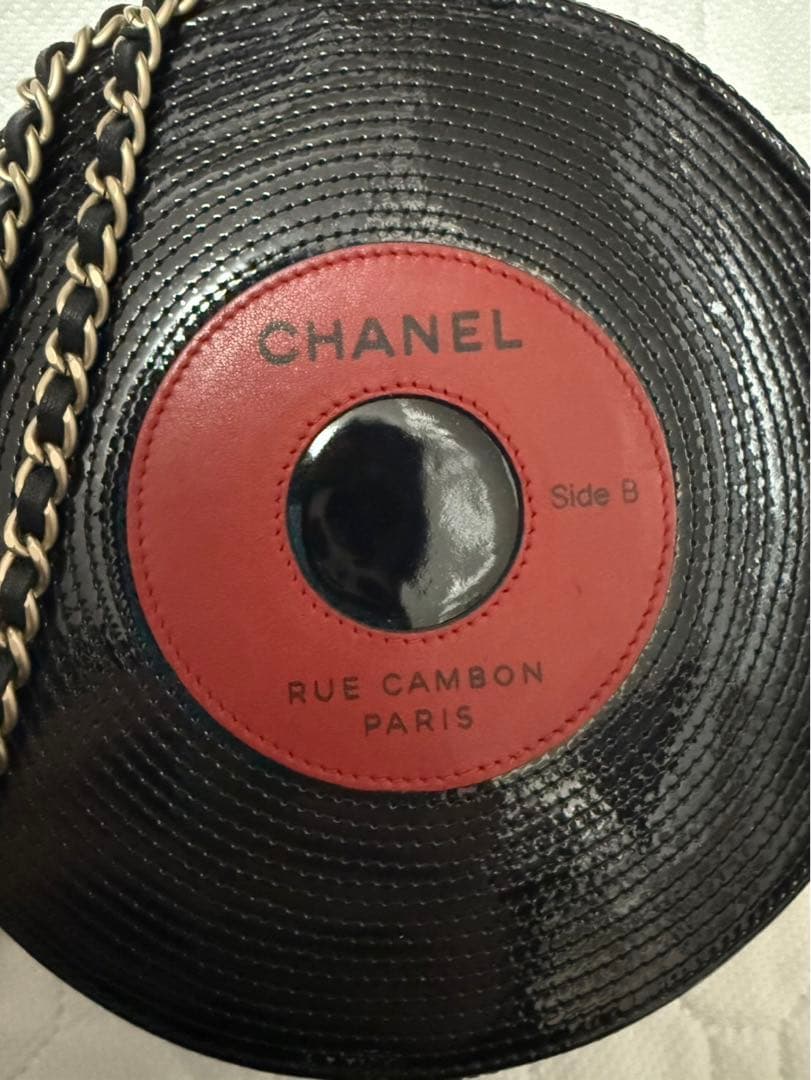 CHANEL
Side B
RUE CAMBON
PARIS